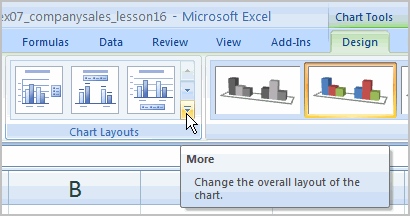 ex07_companysales_lesson16 - Microsoft Excel
Chart Tools
Formulas Data Review View Add-Ins Design
Chart Layouts
More
Change the overall layout of the
chart.
B